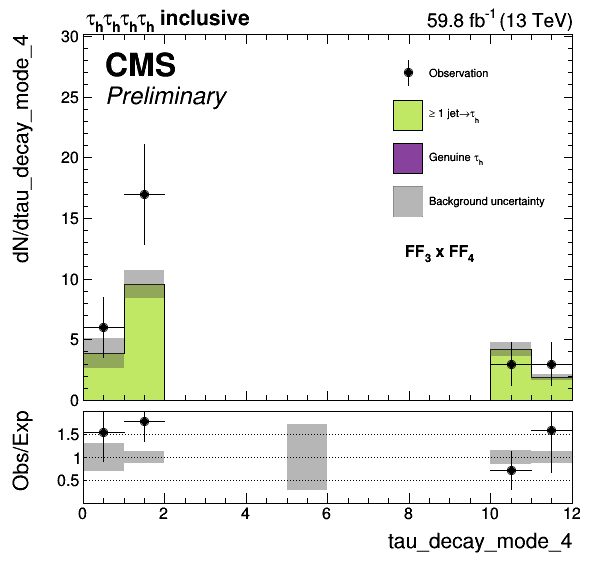 τhτhτhτh inclusive
59.8 fb-1 (13 TeV)
CMS
Preliminary
Observation
≥ 1 jet→τh
Genuine τh
Background uncertainty
FF3 x FF4
dN/dtau_decay_mode_4
30
25
20
15
10
5
0
Obs/Exp
1.5
1
0.5
0 2 4 6 8 10 12
tau_decay_mode_4